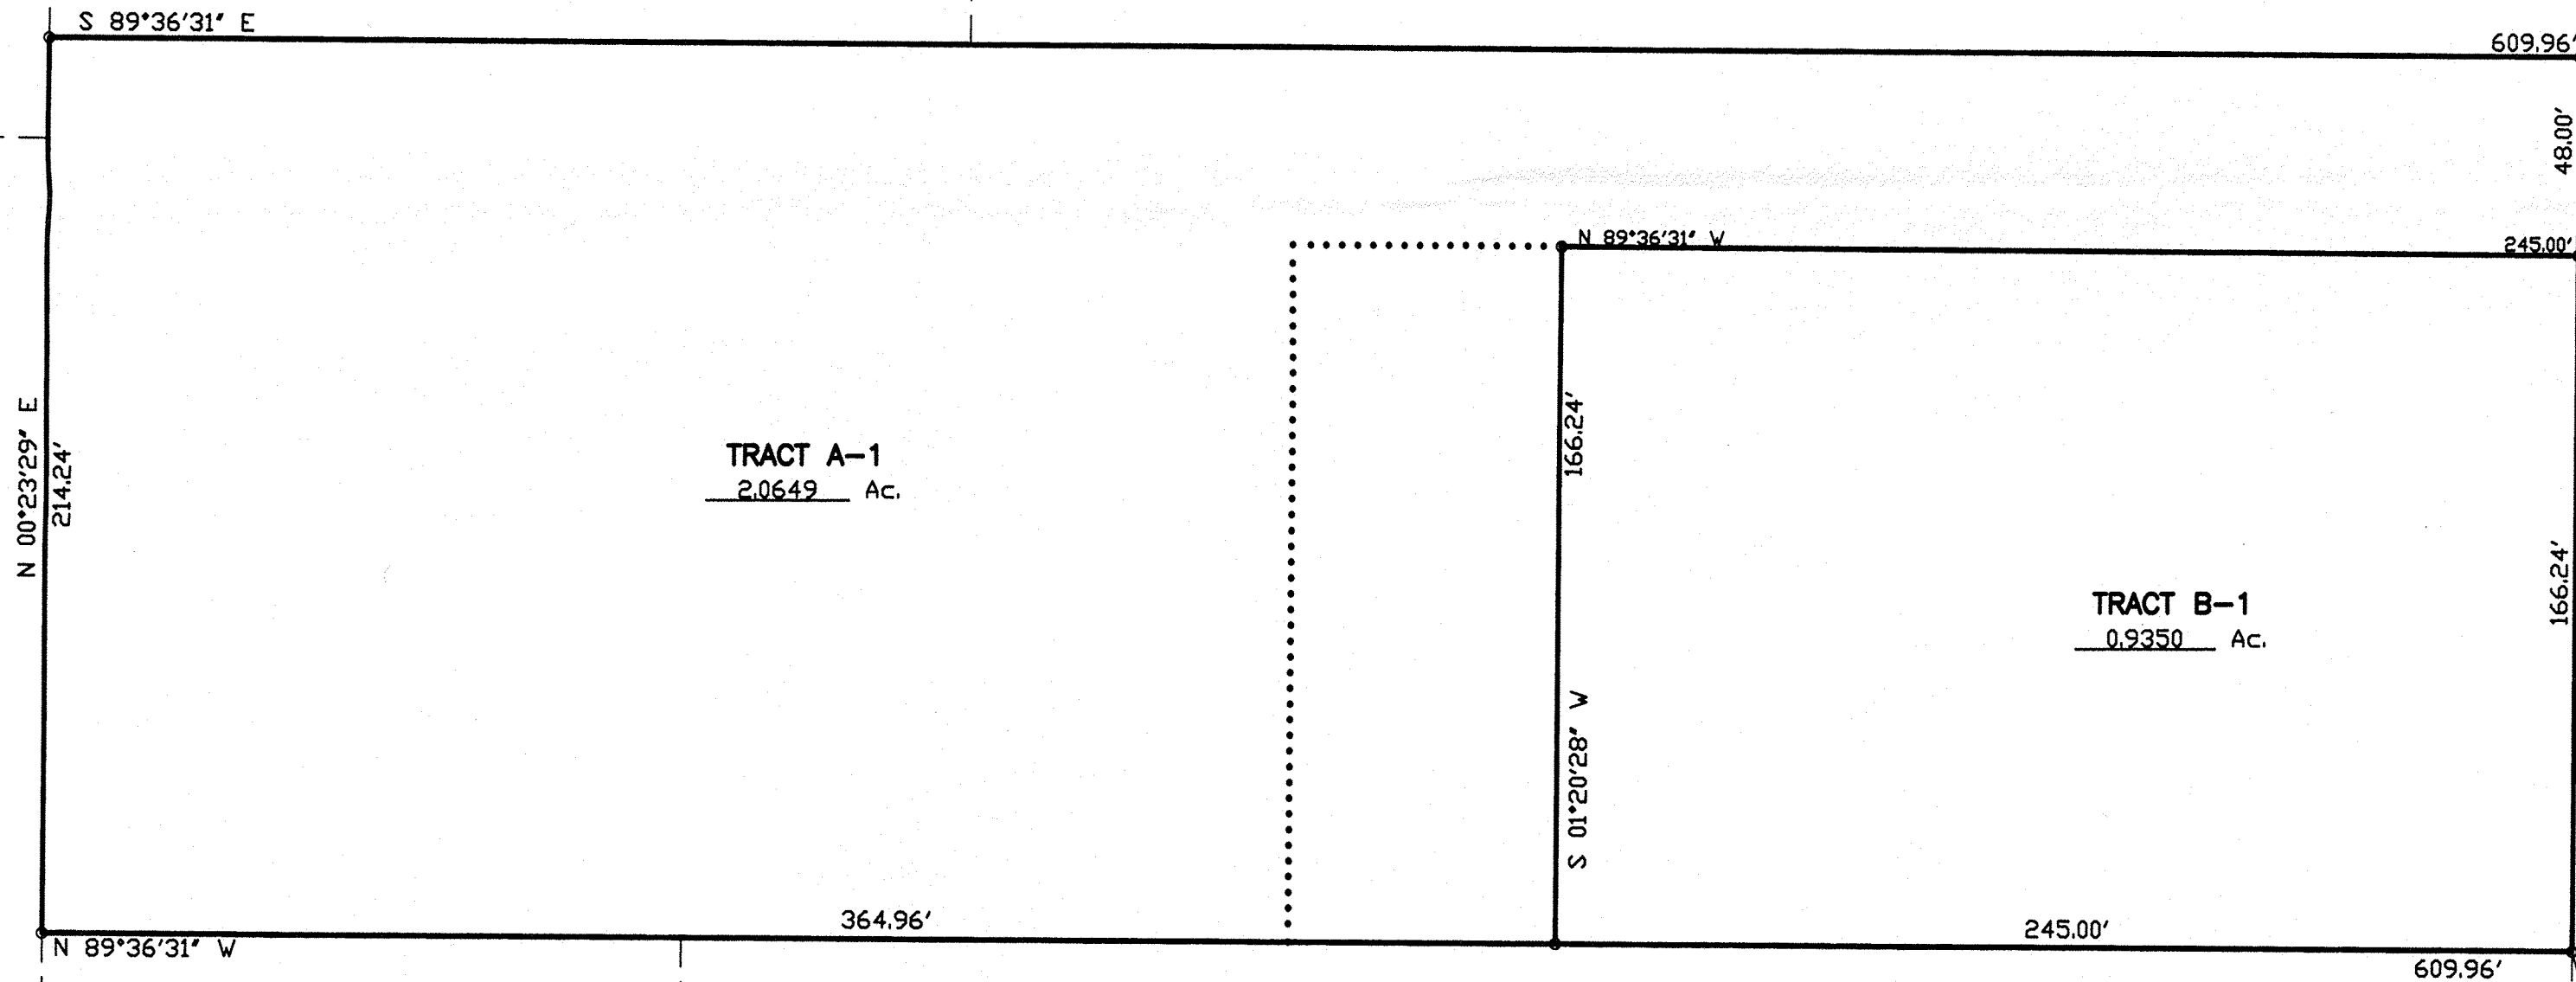 S 89°36'31" E
609.96'
48.00'
N 89°36'31" W
245.00'
N 00°23'29" E
214.24'
TRACT A-1
2.0649 Ac.
166.24'
S 01°20'28" W
166.24'
TRACT B-1
0.9350 Ac.
364.96'
245.00'
N 89°36'31" W
609.96'